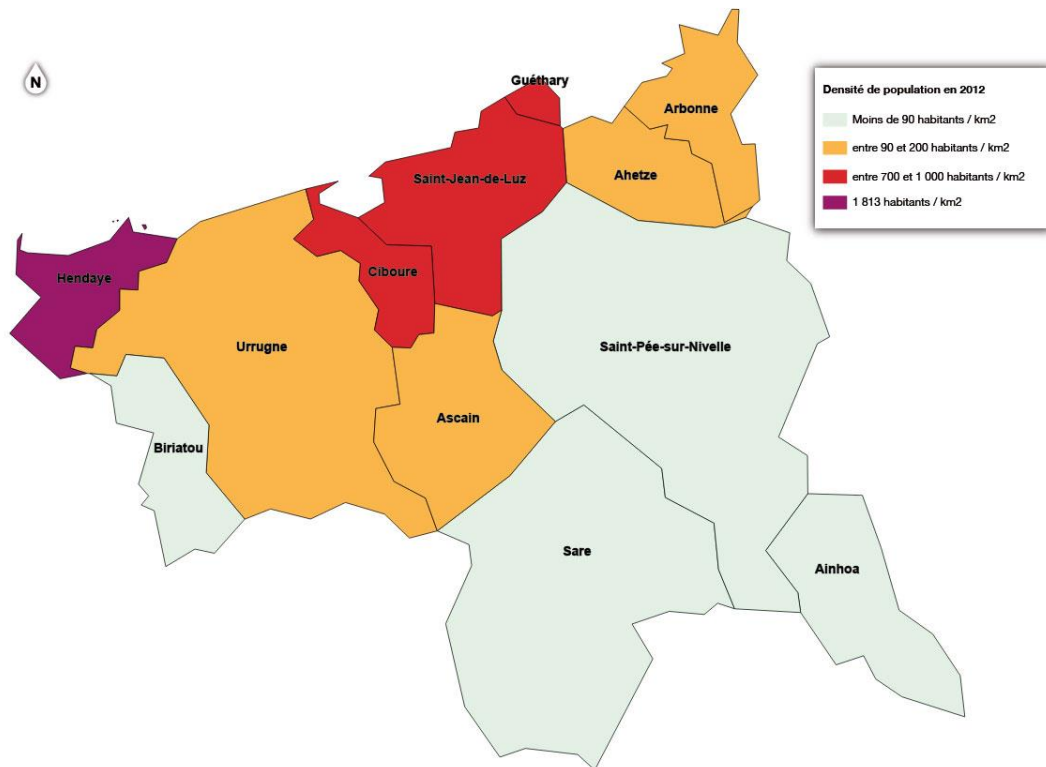 N
Guéthary
Arbonne
Saint-Jean-de-Luz
Ahetze
Hendaye
Ciboure
Urrugne
Saint-Pée-sur-Nivelle
Ascain
Biriatou
Sare
Ainhoa
Densité de population en 2012
Moins de 90 habitants / km2
entre 90 et 200 habitants / km2
entre 700 et 1 000 habitants / km2
1 813 habitants / km2